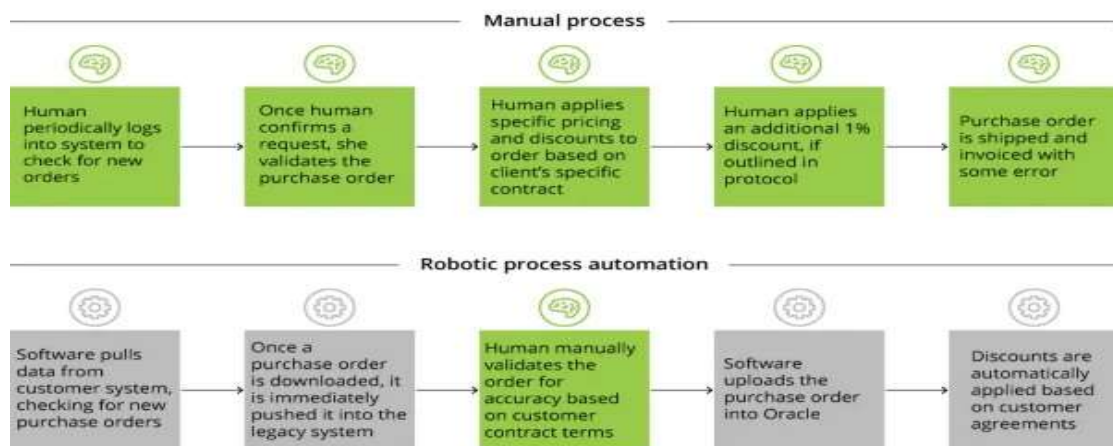 Manual process
Human
periodically logs
into system to
check for new
orders
Once human
confirms a
request, she
validates the
purchase order
Human applies
specific pricing
and discounts to
order based on
client's specific
contract
Human applies
an additional 1%
discount, if
outlined in
protocol
Purchase order
is shipped and
invoiced with
some error
Robotic process automation
Software pulls
data from
customer system,
checking for new
purchase orders
Once a
purchase order
is downloaded, it
is immediately
pushed it into the
legacy system
Human manually
validates the
order for
accuracy based
on customer
contract terms
Software
uploads the
purchase order
into Oracle
Discounts are
automatically
applied based
on customer
agreements